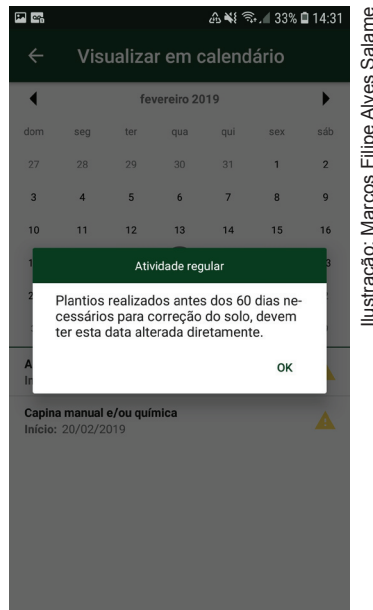 33% 14:31
Visualizar em calendário
fevereiro 2019
dom seg ter qua qui sex sáb
27 28 29 30 31 1 2
3 4 5 6 7 8 9
10 11 12 13 14 15 16
Atividade regular
Plantios realizados antes dos 60 dias ne-
cessários para correção do solo, devem
ter esta data alterada diretamente.
OK
Capina manual e/ou química
Início: 20/02/2019
Ilustração: Marcos Filipe Alves Salame